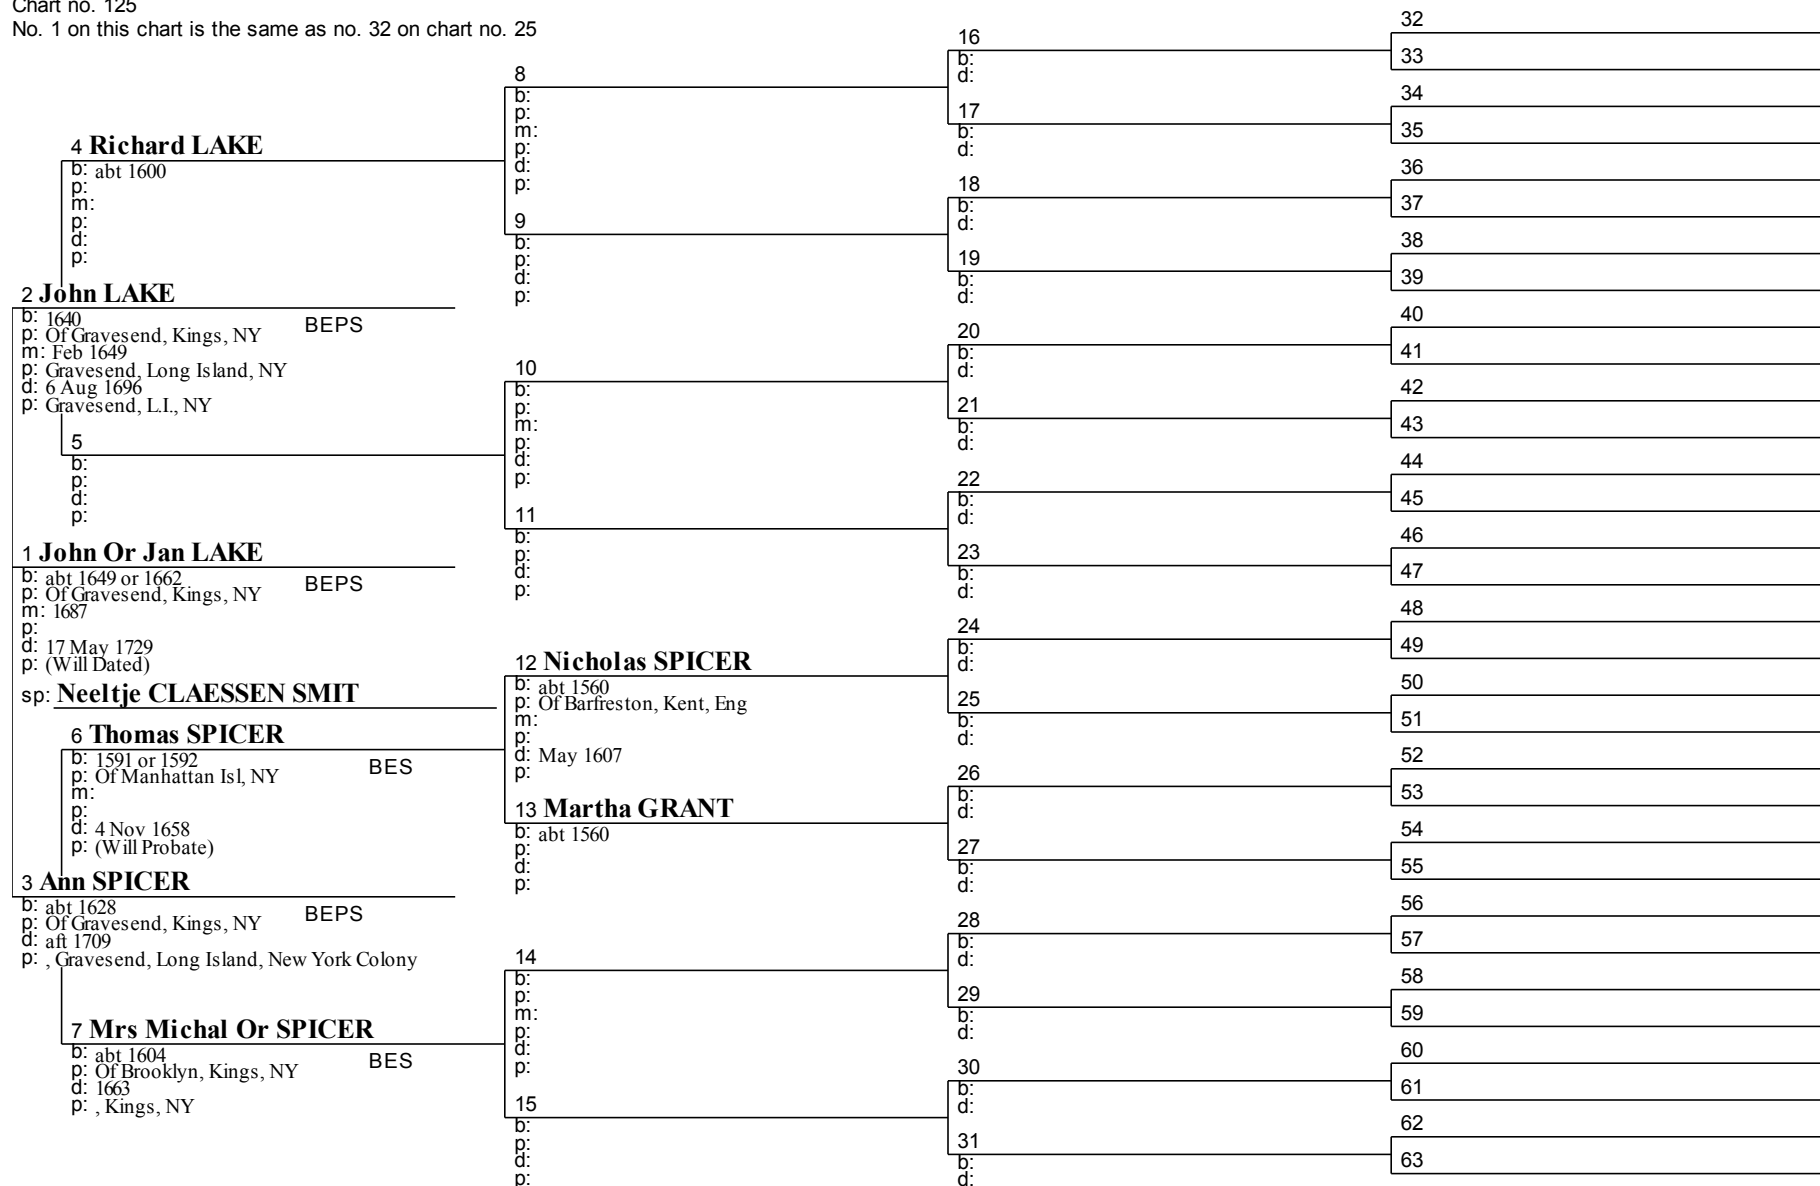 Chart no. 125
No. 1 on this chart is the same as no. 32 on chart no. 25
4 Richard LAKE
b: abt 1600
p:
m:
p:
d:
p:
2 John LAKE
b: 1640 BEPS
p: Of Gravesend, Kings, NY
m: Feb 1649
p: Gravesend, Long Island, NY
d: 6 Aug 1696
p: Gravesend, L.I., NY
5
b:
p:
d:
p:
1 John Or Jan LAKE
b: abt 1649 or 1662 BEPS
p: Of Gravesend, Kings, NY
m: 1687
p:
d: 17 May 1729
p: (Will Dated)
sp: Neeltje CLAESSEN SMIT
6 Thomas SPICER
b: 1591 or 1592 BES
p: Of Manhattan Isl, NY
m:
p:
d: 4 Nov 1658
p: (Will Probate)
3 Ann SPICER
b: abt 1628 BEPS
p: Of Gravesend, Kings, NY
d: aft 1709
p: , Gravesend, Long Island, New York Colony
7 Mrs Michal Or SPICER
b: abt 1604 BES
p: Of Brooklyn, Kings, NY
d: 1663
p: , Kings, NY
8
b:
p:
m:
p:
d:
p:
9
b:
p:
d:
p:
10
b:
p:
m:
p:
d:
p:
11
b:
p:
d:
p:
12 Nicholas SPICER
b: abt 1560
p: Of Barfreston, Kent, Eng
m:
p:
d: May 1607
p:
13 Martha GRANT
b: abt 1560
p:
d:
p:
14
b:
p:
m:
p:
d:
p:
15
b:
p:
d:
p:
16
b:
d:
17
b:
d:
18
b:
d:
19
b:
d:
20
b:
d:
21
b:
d:
22
b:
d:
23
b:
d:
24
b:
d:
25
b:
d:
26
b:
d:
27
b:
d:
28
b:
d:
29
b:
d:
30
b:
d:
31
b:
d:
32
33
34
35
36
37
38
39
40
41
42
43
44
45
46
47
48
49
50
51
52
53
54
55
56
57
58
59
60
61
62
63